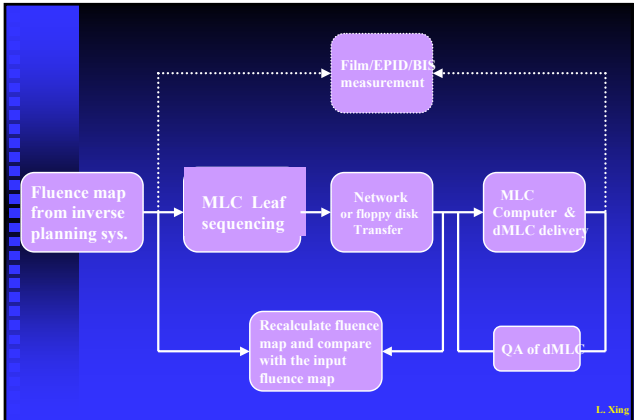 Film/EPID/BIS
measurement
Fluence map
from inverse
planning sys.
MLC Leaf
sequencing
Network
or floppy disk
Transfer
MLC
Computer &
dMLC delivery
Recalculate fluence
map and compare
with the input
fluence map
QA of dMLC
L. Xing